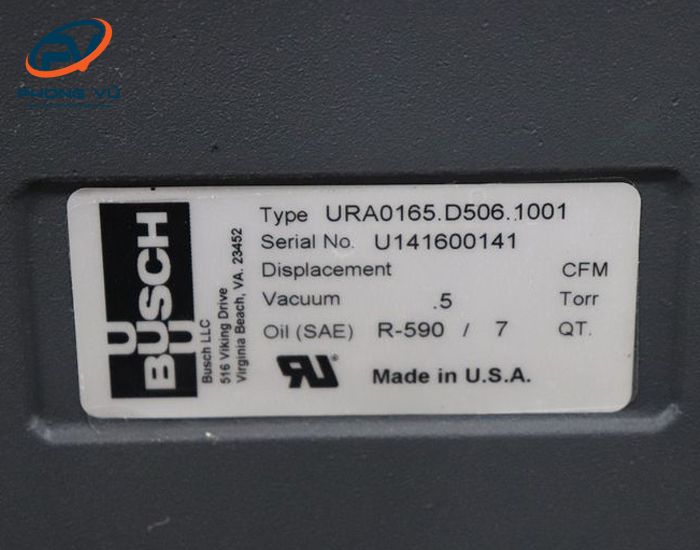 PHONG VŨ
Type URA0165.D506.1001
Serial No. U141600141
Displacement CFM
Vacuum .5 Torr
Oil (SAE) R-590 / 7 QT.
Made in U.S.A.
BUSCH
Busch LLC
516 Viking Drive
Virginia Beach, VA. 23452